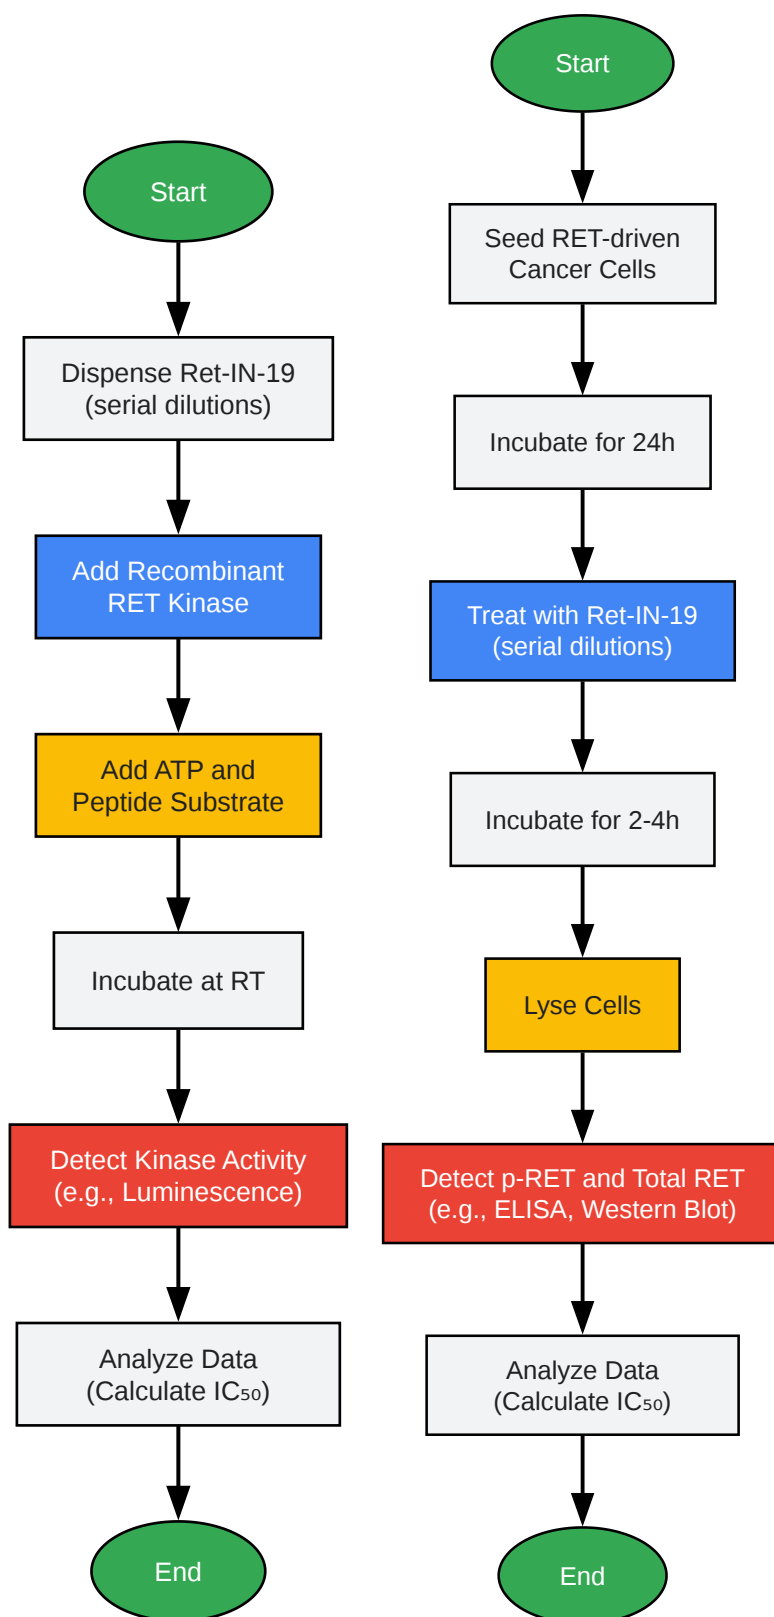 Start
Dispense Ret-IN-19
(serial dilutions)
Add Recombinant
RET Kinase
Add ATP and
Peptide Substrate
Incubate at RT
Detect Kinase Activity
(e.g., Luminescence)
Analyze Data
(Calculate IC₅₀)
End
Start
Seed RET-driven
Cancer Cells
Incubate for 24h
Treat with Ret-IN-19
(serial dilutions)
Incubate for 2-4h
Lyse Cells
Detect p-RET and Total RET
(e.g., ELISA, Western Blot)
Analyze Data
(Calculate IC₅₀)
End